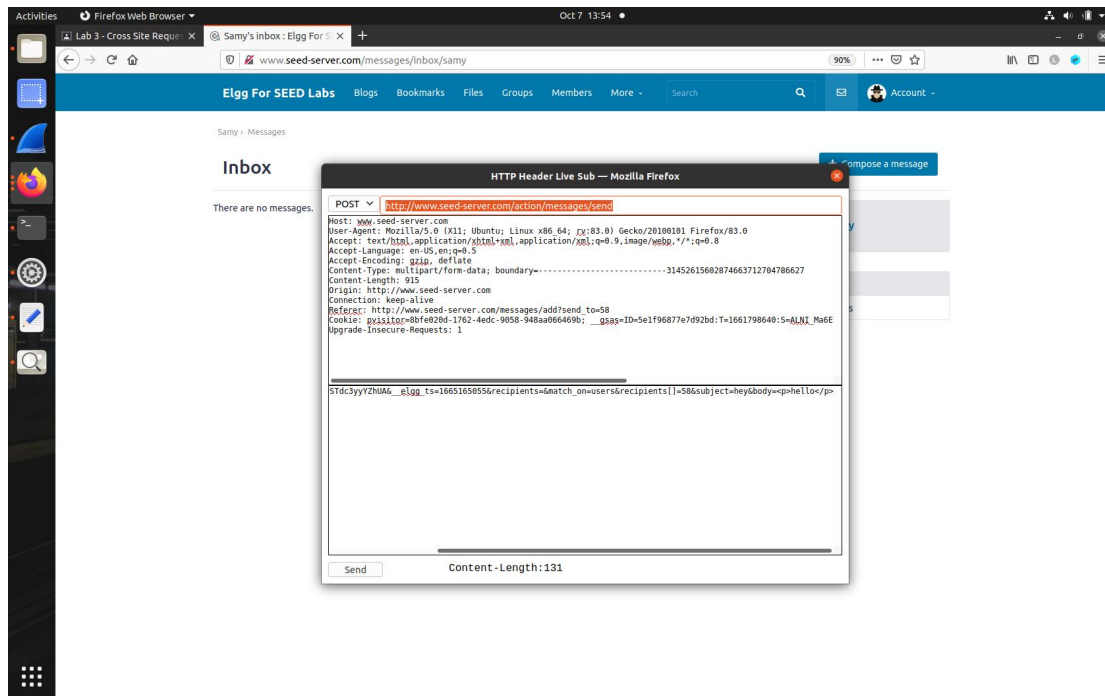 Activities
Firefox Web Browser
Oct 7 13:54
Lab 3 - Cross Site Reques
Samy's inbox : Elgg For S
www.seed-server.com/messages/inbox/samy
90%
Elgg For SEED Labs Blogs Bookmarks Files Groups Members More Search Account
Samy › Messages
Inbox
Compose a message
There are no messages.
HTTP Header Live Sub — Mozilla Firefox
POST http://www.seed-server.com/action/messages/send
Host: www.seed-server.com
User-Agent: Mozilla/5.0 (X11; Ubuntu; Linux x86_64; rv:83.0) Gecko/20100101 Firefox/83.0
Accept: text/html,application/xhtml+xml,application/xml;q=0.9,image/webp,*/*;q=0.8
Accept-Language: en-US,en;q=0.5
Accept-Encoding: gzip, deflate
Content-Type: multipart/form-data; boundary=---------------------------31452615602874663712704786627
Content-Length: 915
Origin: http://www.seed-server.com
Connection: keep-alive
Referer: http://www.seed-server.com/messages/add?send_to=58
Cookie: pvisitor=8bfe020d-1762-4edc-9058-948aa066469b; __gsas=ID=5e1f96877e7d92bd:T=1661798640:S=ALNI_Ma6E
Upgrade-Insecure-Requests: 1
STdc3yyYZhUA&__elgg_ts=1665165055&recipients=&match_on=users&recipients[]=58&subject=hey&body=<p>hello</p>
Send
Content-Length:131